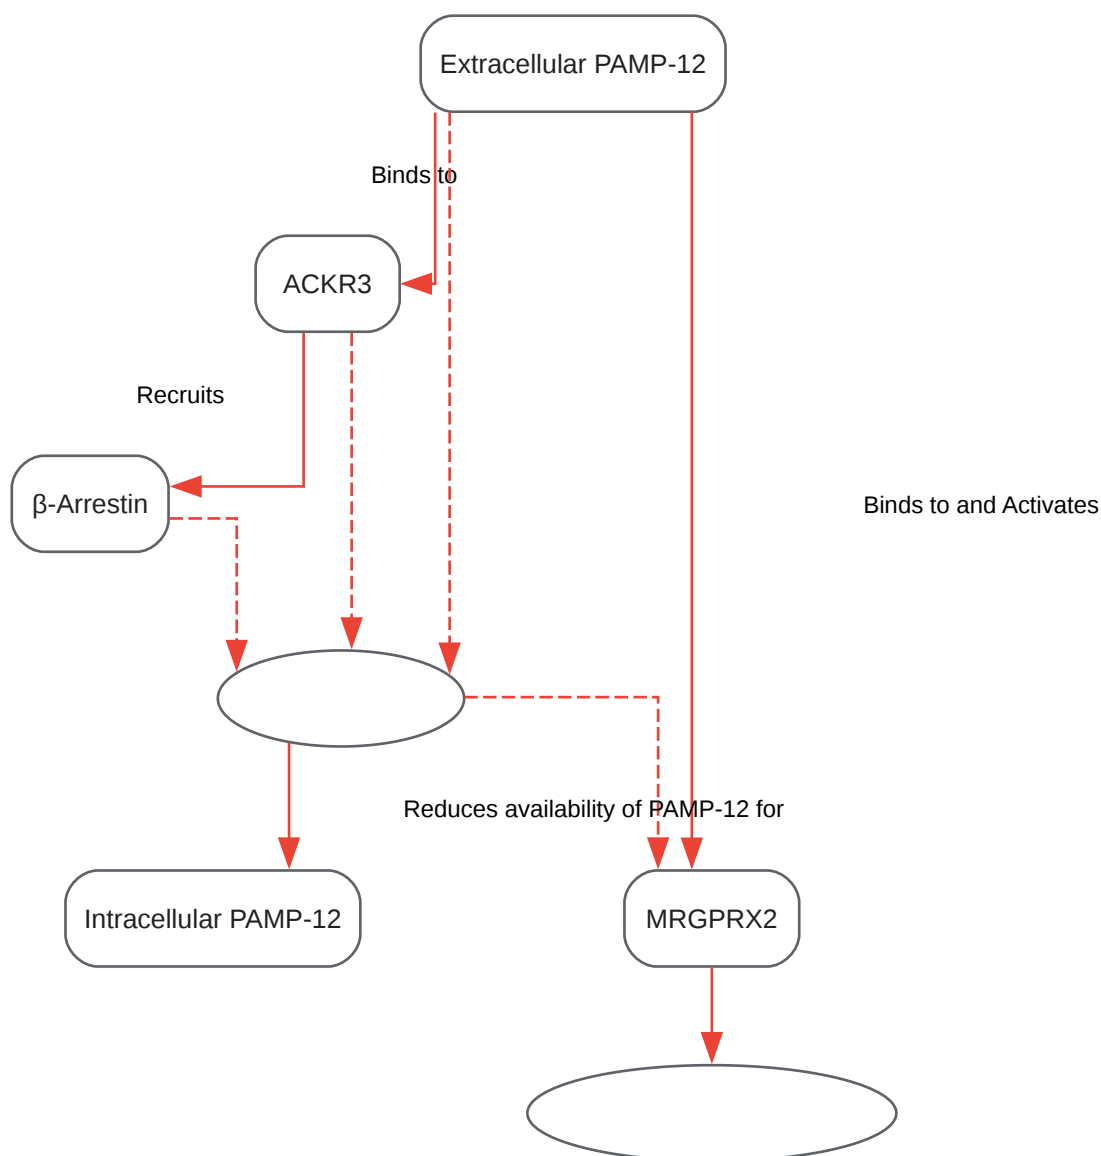 Extracellular PAMP-12
Binds to
ACKR3
Recruits
β-Arrestin
Binds to and Activates
Reduces availability of PAMP-12 for
Intracellular PAMP-12
MRGPRX2